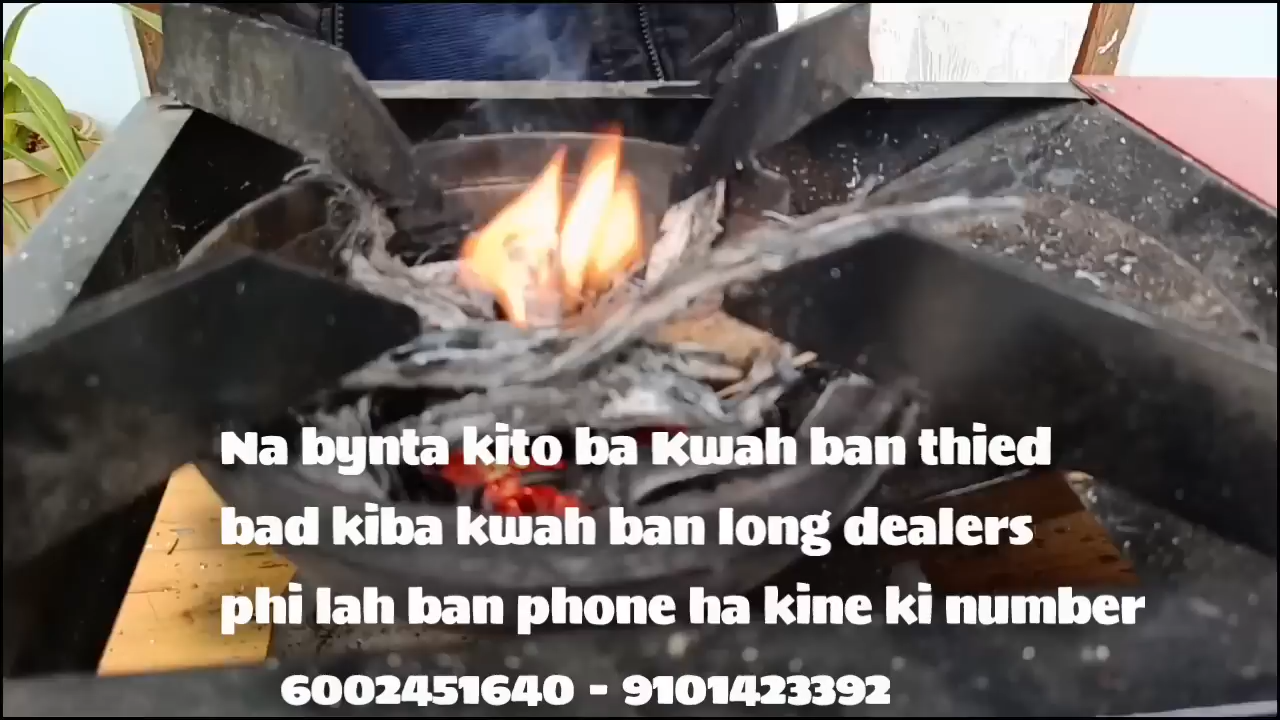 Na bynta kito ba Kwah ban thied
bad kiba kwah ban long dealers
phi lah ban phone ha kine ki number
6002451640 - 9101423392